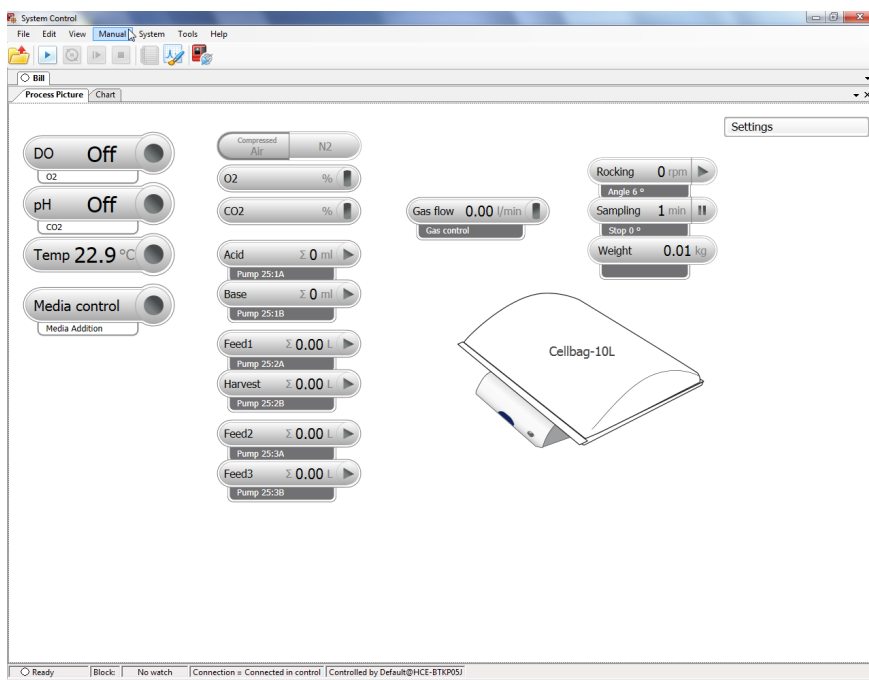 System Control
File Edit View Manual System Tools Help
Bill
Process Picture Chart
Settings
DO Off
O2
pH Off
CO2
Temp 22.9 °C
Media control
Media Addition
Compressed
Air
N2
O2 %
CO2 %
Acid Σ 0 ml
Pump 25:1A
Base Σ 0 ml
Pump 25:1B
Feed1 Σ 0.00 L
Pump 25:2A
Harvest Σ 0.00 L
Pump 25:2B
Feed2 Σ 0.00 L
Pump 25:3A
Feed3 Σ 0.00 L
Pump 25:3B
Gas flow 0.00 l/min
Gas control
Rocking 0 rpm
Angle 6 º
Sampling 1 min
Stop 0 º
Weight 0.01 kg
Cellbag-10L
Ready Block: No watch Connection = Connected in control Controlled by Default@HCE-BTKP05J